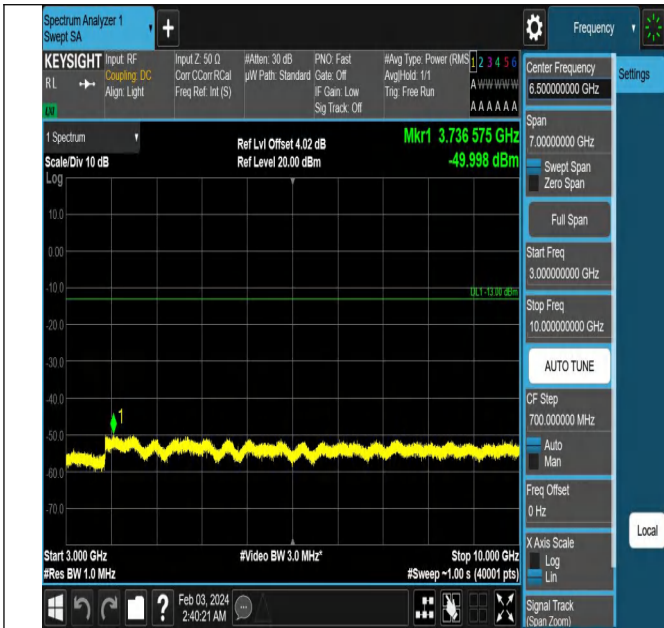 Spectrum Analyzer 1
Swept SA
+
Frequency
KEYSIGHT
RL
LXI
Input: RF
Coupling: DC
Align: Light
Input Z: 50 Ω
Corr CCorr RCal
Freq Ref: Int (S)
#Atten: 30 dB
µW Path: Standard
PNO: Fast
Gate: Off
IF Gain: Low
Sig Track: Off
#Avg Type: Power (RMS
Avg|Hold: 1/1
Trig: Free Run
1 2 3 4 5 6
A W W W W W
A A A A A A
1 Spectrum
Scale/Div 10 dB
Log
Ref Lvl Offset 4.02 dB
Ref Level 20.00 dBm
Mkr1 3.736 575 GHz
-49.998 dBm
10.0
0.00
-10.0
DL1 -13.00 dBm
-20.0
-30.0
-40.0
1
-50.0
-60.0
-70.0
Start 3.000 GHz
#Res BW 1.0 MHz
#Video BW 3.0 MHz*
Stop 10.000 GHz
#Sweep ~1.00 s (40001 pts)
Feb 03, 2024
2:40:21 AM
?
Center Frequency
6.500000000 GHz
Settings
Span
7.00000000 GHz
Swept Span
Zero Span
Full Span
Start Freq
3.000000000 GHz
Stop Freq
10.000000000 GHz
AUTO TUNE
CF Step
700.000000 MHz
Auto
Man
Freq Offset
0 Hz
X Axis Scale
Log
Lin
Signal Track
(Span Zoom)
Local